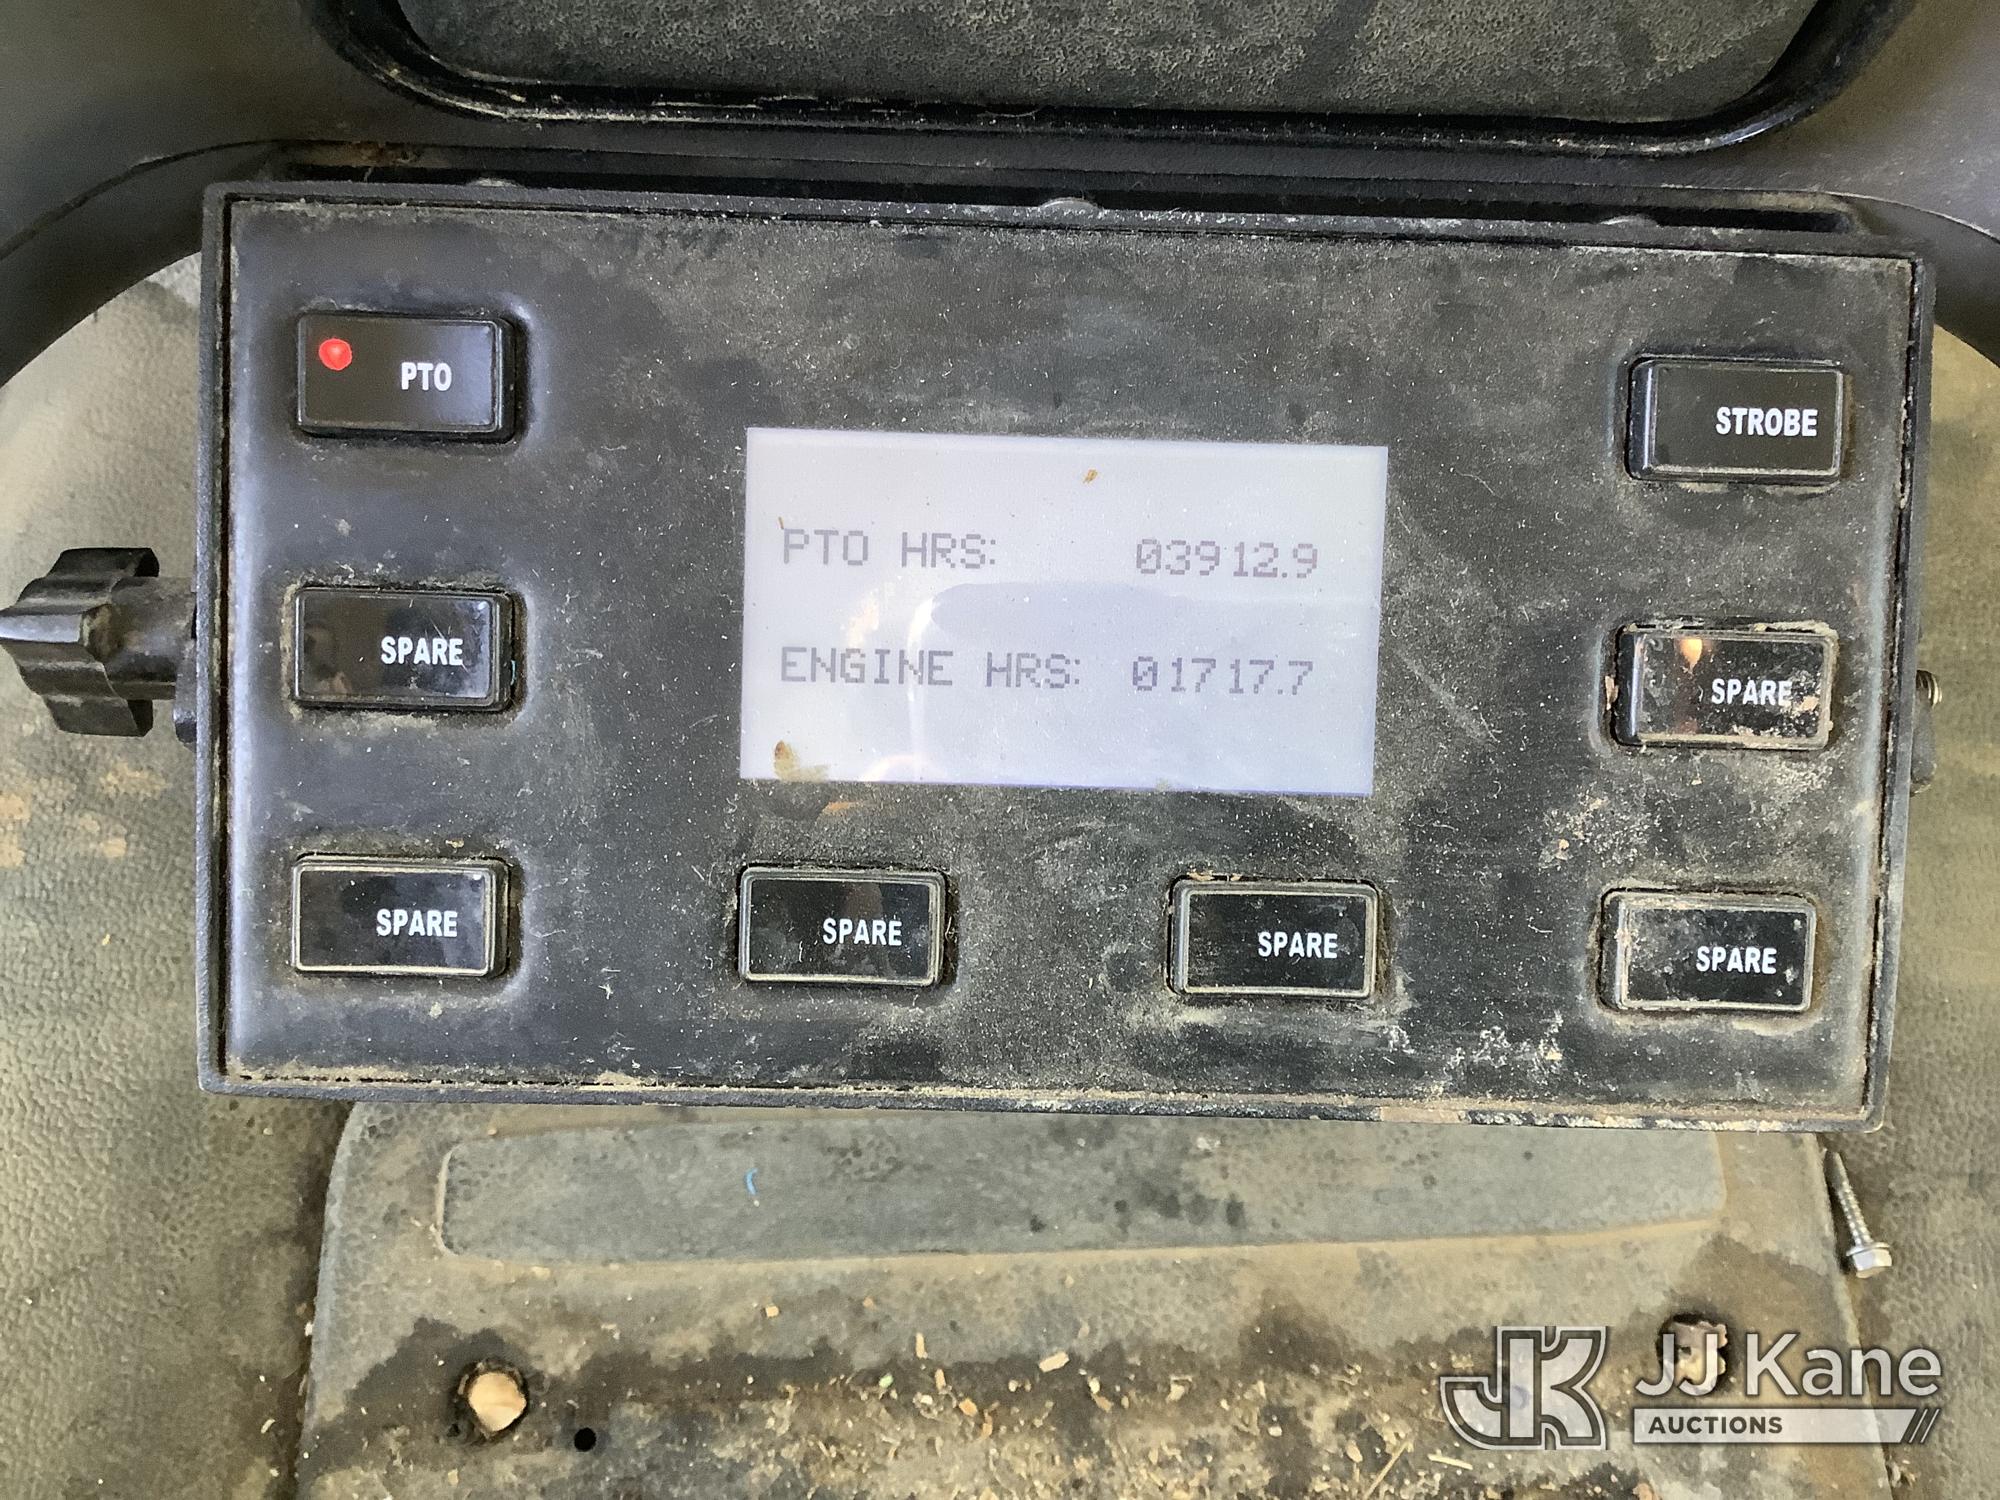 PTO
STROBE
PTO HRS: 03912.9
SPARE
ENGINE HRS: 01717.7
SPARE
SPARE
SPARE
SPARE
SPARE
JK JJ Kane
AUCTIONS